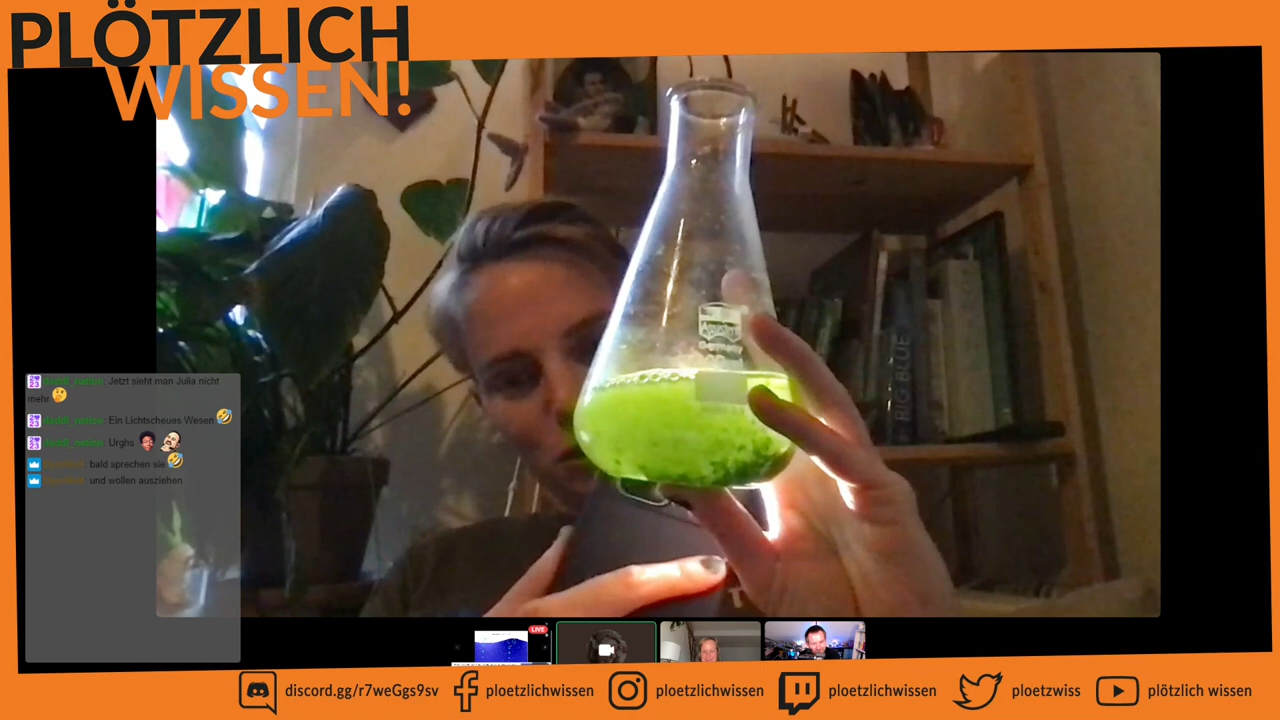 PLÖTZLICH
WISSEN!
Germany
BIG BLUE
Jetzt sieht man Julia nicht
mehr
Ein Lichtscheues Wesen
Urghs
bald sprechen sie
und wollen ausziehen
LIVE
discord.gg/r7weGgs9sv
ploetzlichwissen
ploetzlichwissen
ploetzlichwissen
ploetzwiss
plötzlich wissen